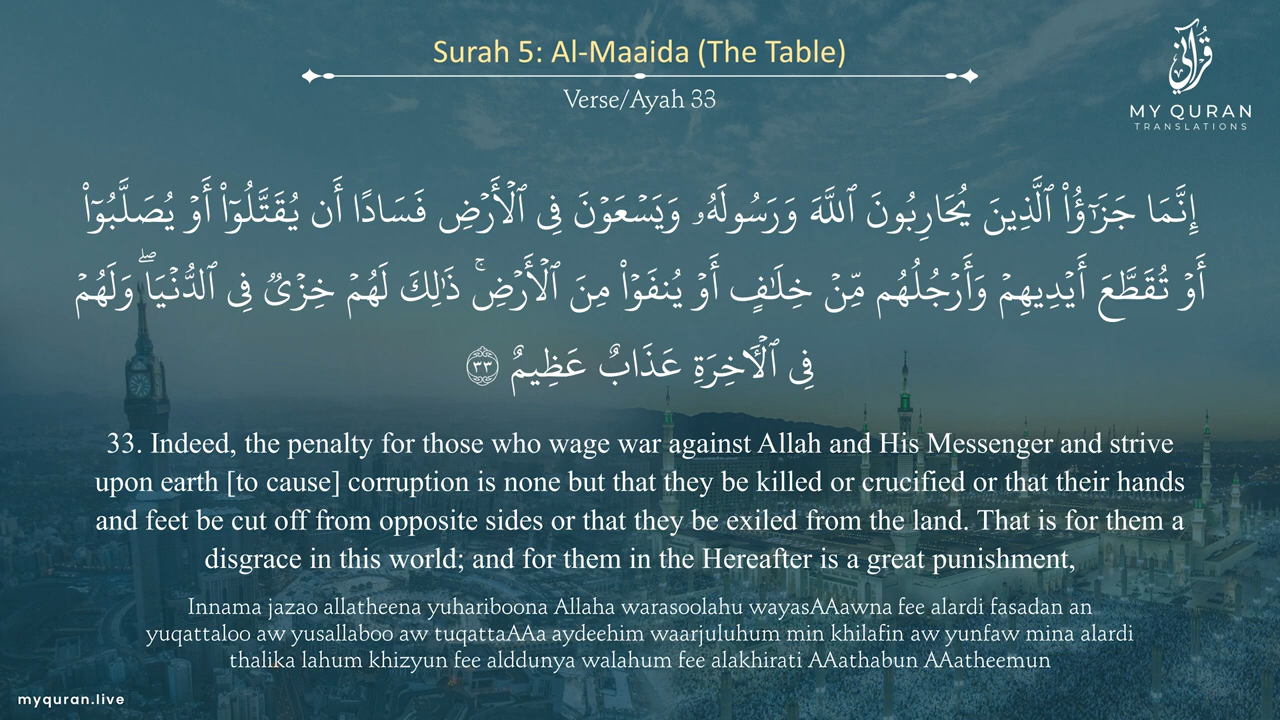 Surah 5: Al-Maaida (The Table)
Verse/Ayah 33
قُرْآنِي
MY QURAN
TRANSLATIONS
إِنَّمَا جَزَٰٓؤُا۟ ٱلَّذِينَ يُحَارِبُونَ ٱللَّهَ وَرَسُولَهُۥ وَيَسْعَوْنَ فِى ٱلْأَرْضِ فَسَادًا أَن يُقَتَّلُوٓا۟ أَوْ يُصَلَّبُوٓا۟
أَوْ تُقَطَّعَ أَيْدِيهِمْ وَأَرْجُلُهُم مِّنْ خِلَٰفٍ أَوْ يُنفَوْا۟ مِنَ ٱلْأَرْضِ ۚ ذَٰلِكَ لَهُمْ خِزْىٌ فِى ٱلدُّنْيَا ۖ وَلَهُمْ
فِى ٱلْءَاخِرَةِ عَذَابٌ عَظِيمٌ ٣٣
33. Indeed, the penalty for those who wage war against Allah and His Messenger and strive
upon earth [to cause] corruption is none but that they be killed or crucified or that their hands
and feet be cut off from opposite sides or that they be exiled from the land. That is for them a
disgrace in this world; and for them in the Hereafter is a great punishment,
Innama jazao allatheena yuhariboona Allaha warasoolahu wayasAAawna fee alardi fasadan an
yuqattaloo aw yusallaboo aw tuqattaAAa aydeehim waarjuluhum min khilafin aw yunfaw mina alardi
thalika lahum khizyun fee alddunya walahum fee alakhirati AAathabun AAatheemun
myquran.live